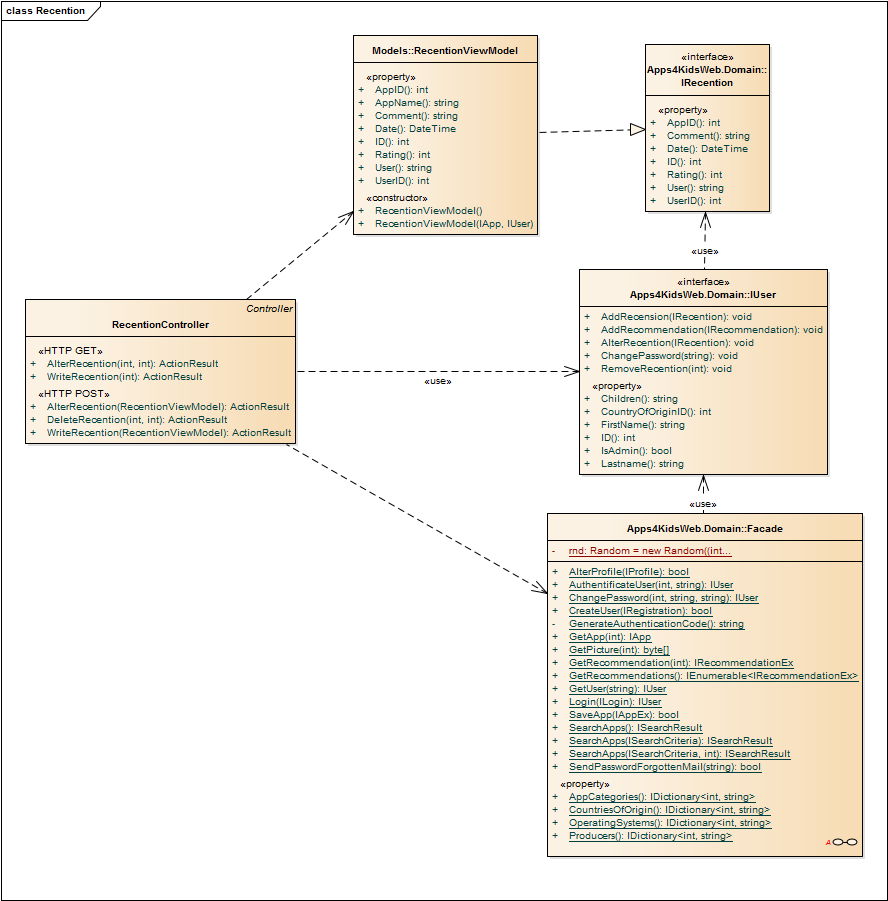 class Recention
Models::RecentionViewModel
«property»
+ AppID(): int
+ AppName(): string
+ Comment(): string
+ Date(): DateTime
+ ID(): int
+ Rating(): int
+ User(): string
+ UserID(): int
«constructor»
+ RecentionViewModel()
+ RecentionViewModel(IApp, IUser)
«interface»
Apps4KidsWeb.Domain::
IRecention
«property»
+ AppID(): int
+ Comment(): string
+ Date(): DateTime
+ ID(): int
+ Rating(): int
+ User(): string
+ UserID(): int
«use»
«interface»
Apps4KidsWeb.Domain::IUser
+ AddRecension(IRecention): void
+ AddRecommendation(IRecommendation): void
+ AlterRecention(IRecention): void
+ ChangePassword(string): void
+ RemoveRecention(int): void
«property»
+ Children(): string
+ CountryOfOriginID(): int
+ FirstName(): string
+ ID(): int
+ IsAdmin(): bool
+ Lastname(): string
Controller
RecentionController
«HTTP GET»
+ AlterRecention(int, int): ActionResult
+ WriteRecention(int): ActionResult
«HTTP POST»
+ AlterRecention(RecentionViewModel): ActionResult
+ DeleteRecention(int, int): ActionResult
+ WriteRecention(RecentionViewModel): ActionResult
«use»
«use»
Apps4KidsWeb.Domain::Facade
- rnd: Random = new Random((int...
+ AlterProfile(IProfile): bool
+ AuthentificateUser(int, string): IUser
+ ChangePassword(int, string, string): IUser
+ CreateUser(IRegistration): bool
- GenerateAuthenticationCode(): string
+ GetApp(int): IApp
+ GetPicture(int): byte[]
+ GetRecommendation(int): IRecommendationEx
+ GetRecommendations(): IEnumerable<IRecommendationEx>
+ GetUser(string): IUser
+ Login(ILogin): IUser
+ SaveApp(IAppEx): bool
+ SearchApps(): ISearchResult
+ SearchApps(ISearchCriteria): ISearchResult
+ SearchApps(ISearchCriteria, int): ISearchResult
+ SendPasswordForgottenMail(string): bool
«property»
+ AppCategories(): IDictionary<int, string>
+ CountriesOfOrigin(): IDictionary<int, string>
+ OperatingSystems(): IDictionary<int, string>
+ Producers(): IDictionary<int, string>
A